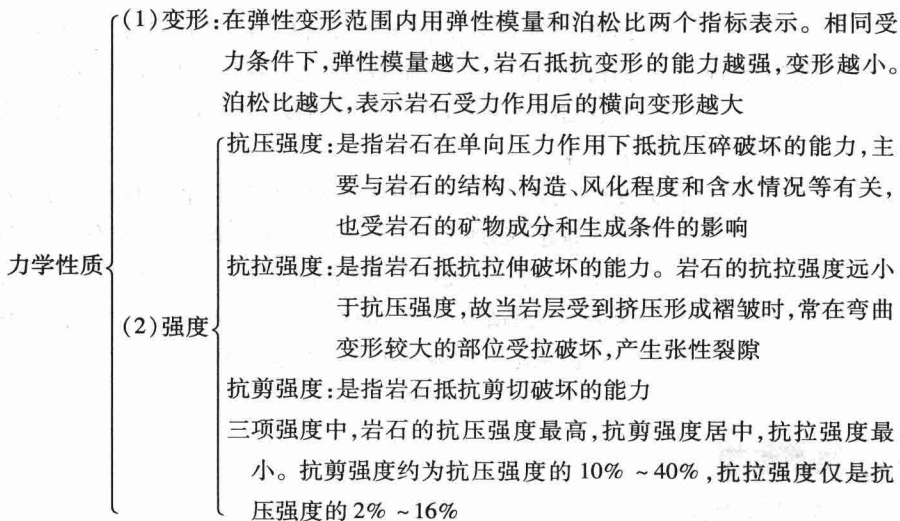 (1)变形:在弹性变形范围内用弹性模量和泊松比两个指标表示。相同受
力条件下,弹性模量越大,岩石抵抗变形的能力越强,变形越小。
泊松比越大,表示岩石受力作用后的横向变形越大
抗压强度:是指岩石在单向压力作用下抵抗压碎破坏的能力,主
要与岩石的结构、构造、风化程度和含水情况等有关,
也受岩石的矿物成分和生成条件的影响
力学性质
抗拉强度:是指岩石抵抗拉伸破坏的能力。岩石的抗拉强度远小
于抗压强度,故当岩层受到挤压形成褶皱时,常在弯曲
(2)强度
变形较大的部位受拉破坏,产生张性裂隙
抗剪强度:是指岩石抵抗剪切破坏的能力
三项强度中,岩石的抗压强度最高,抗剪强度居中,抗拉强度最
小。抗剪强度约为抗压强度的10% ~40%,抗拉强度仅是抗
压强度的2% ~16%